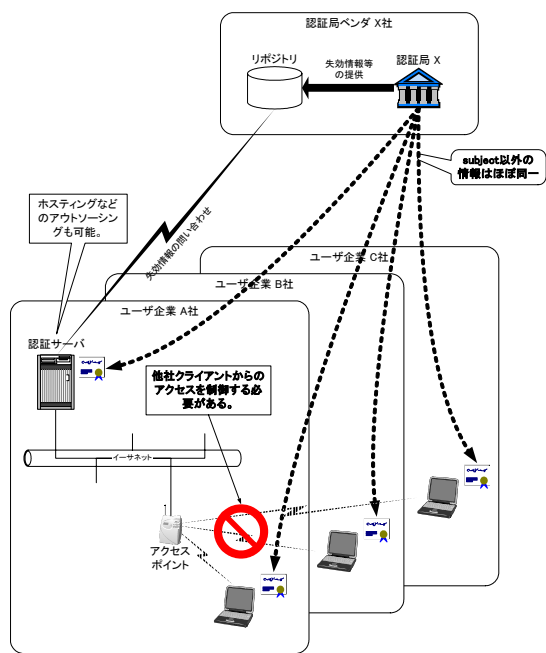 認証局ベンダ X社
リポジトリ
認証局 X
失効情報等
の提供
subject以外の
情報はほぼ同一
ホスティングなど
のアウトソーシン
グも可能。
失効情報の問い合わせ
ユーザ企業 C社
ユーザ企業 B社
ユーザ企業 A社
認証サーバ
他社クライアントからの
アクセスを制御する必
要がある。
イーサネット
アクセス
ポイント